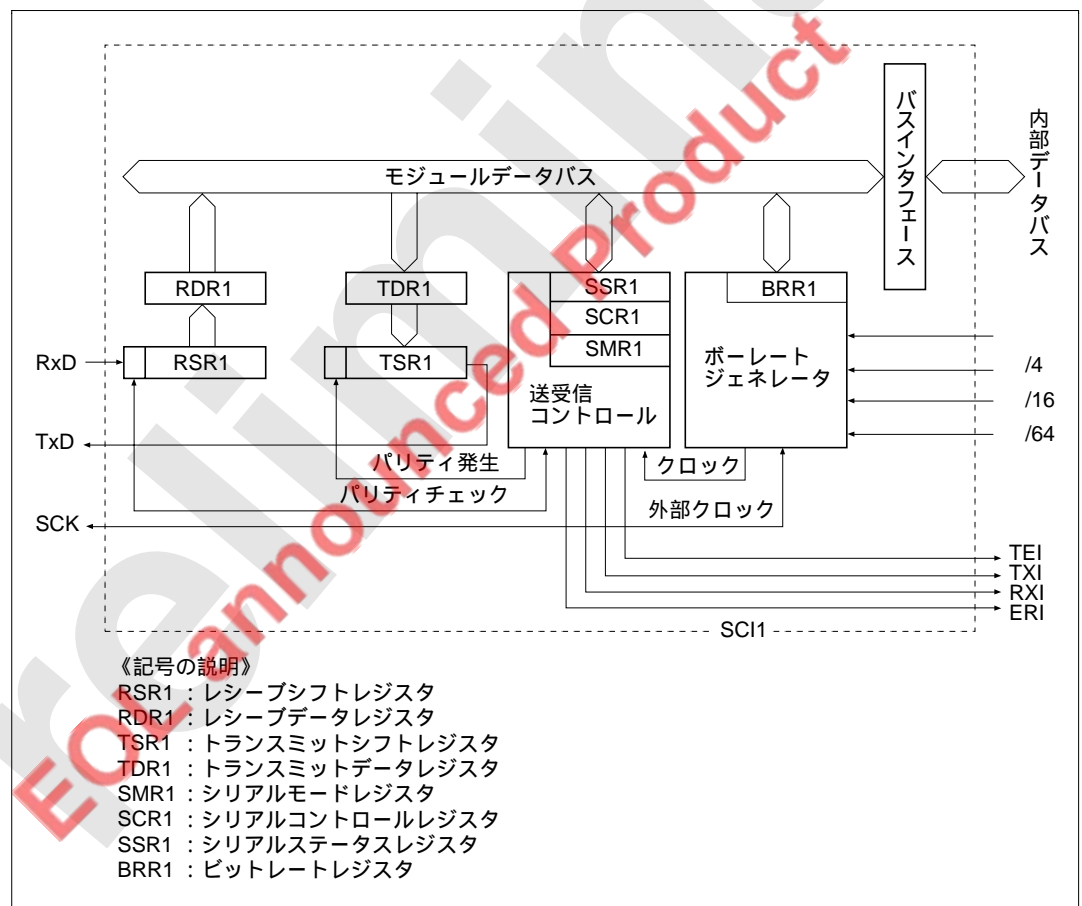 バスインタフェース
内部データバス
モジュールデータバス
RDR1
TDR1
SSR1
BRR1
SCR1
RxD
RSR1
TSR1
SMR1
ボーレート
ジェネレータ
/4
/16
/64
送受信
コントロール
TxD
パリティ発生
クロック
パリティチェック
外部クロック
SCK
TEI
TXI
RXI
ERI
SCI1
《記号の説明》
RSR1 : レシーブシフトレジスタ
RDR1 : レシーブデータレジスタ
TSR1 : トランスミットシフトレジスタ
TDR1 : トランスミットデータレジスタ
SMR1 : シリアルモードレジスタ
SCR1 : シリアルコントロールレジスタ
SSR1 : シリアルステータスレジスタ
BRR1 : ビットレートレジスタ
EOL announced Product